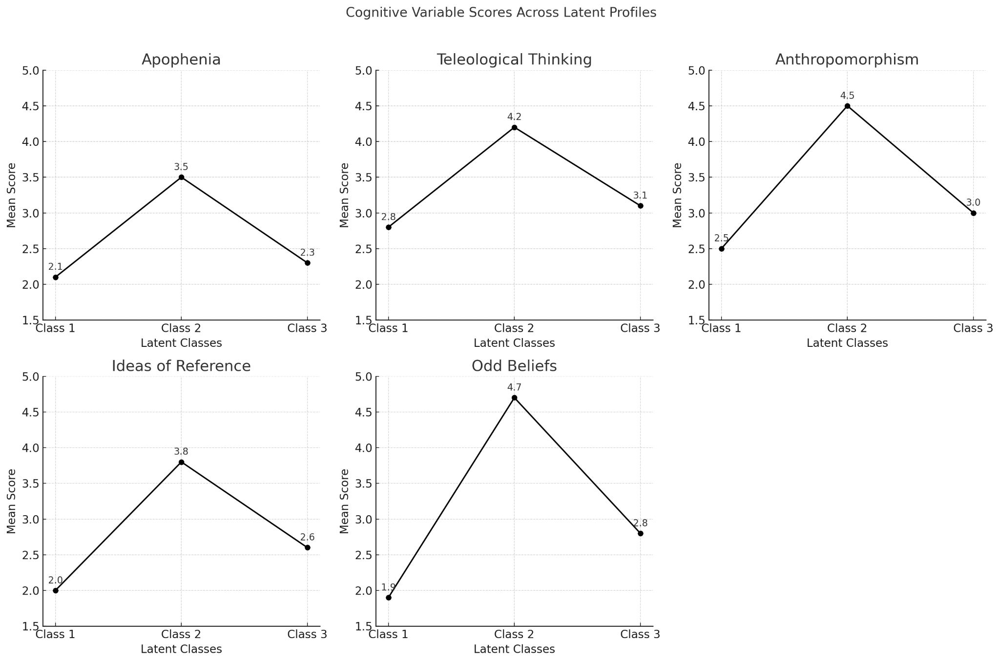 Cognitive Variable Scores Across Latent Profiles
Apophenia
Mean Score
5.0
4.5
4.0
3.5
3.0
2.5
2.0
1.5
2.1
3.5
2.3
Class 1 Class 2 Class 3
Latent Classes
Teleological Thinking
Mean Score
5.0
4.5
4.0
3.5
3.0
2.5
2.0
1.5
2.8
4.2
3.1
Class 1 Class 2 Class 3
Latent Classes
Anthropomorphism
Mean Score
5.0
4.5
4.0
3.5
3.0
2.5
2.0
1.5
2.5
4.5
3.0
Class 1 Class 2 Class 3
Latent Classes
Ideas of Reference
Mean Score
5.0
4.5
4.0
3.5
3.0
2.5
2.0
1.5
2.0
3.8
2.6
Class 1 Class 2 Class 3
Latent Classes
Odd Beliefs
Mean Score
5.0
4.5
4.0
3.5
3.0
2.5
2.0
1.5
1.9
4.7
2.8
Class 1 Class 2 Class 3
Latent Classes